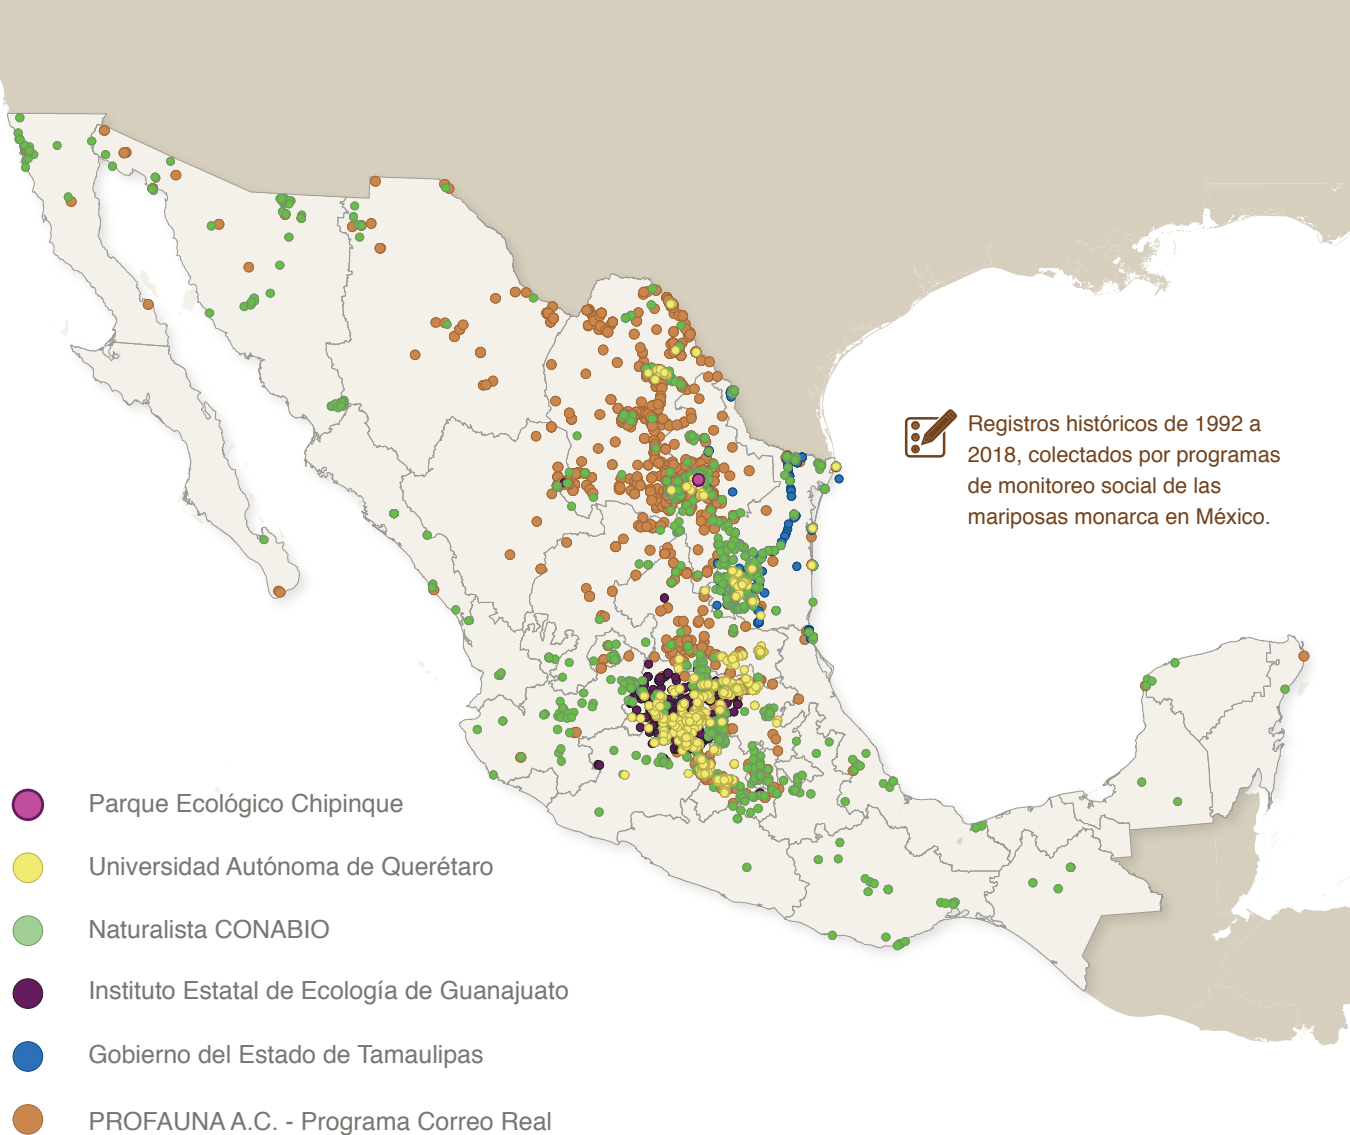 Registros históricos de 1992 a
2018, colectados por programas
de monitoreo social de las
mariposas monarca en México.
Parque Ecológico Chipinque
Universidad Autónoma de Querétaro
Naturalista CONABIO
Instituto Estatal de Ecología de Guanajuato
Gobierno del Estado de Tamaulipas
PROFAUNA A.C. - Programa Correo Real